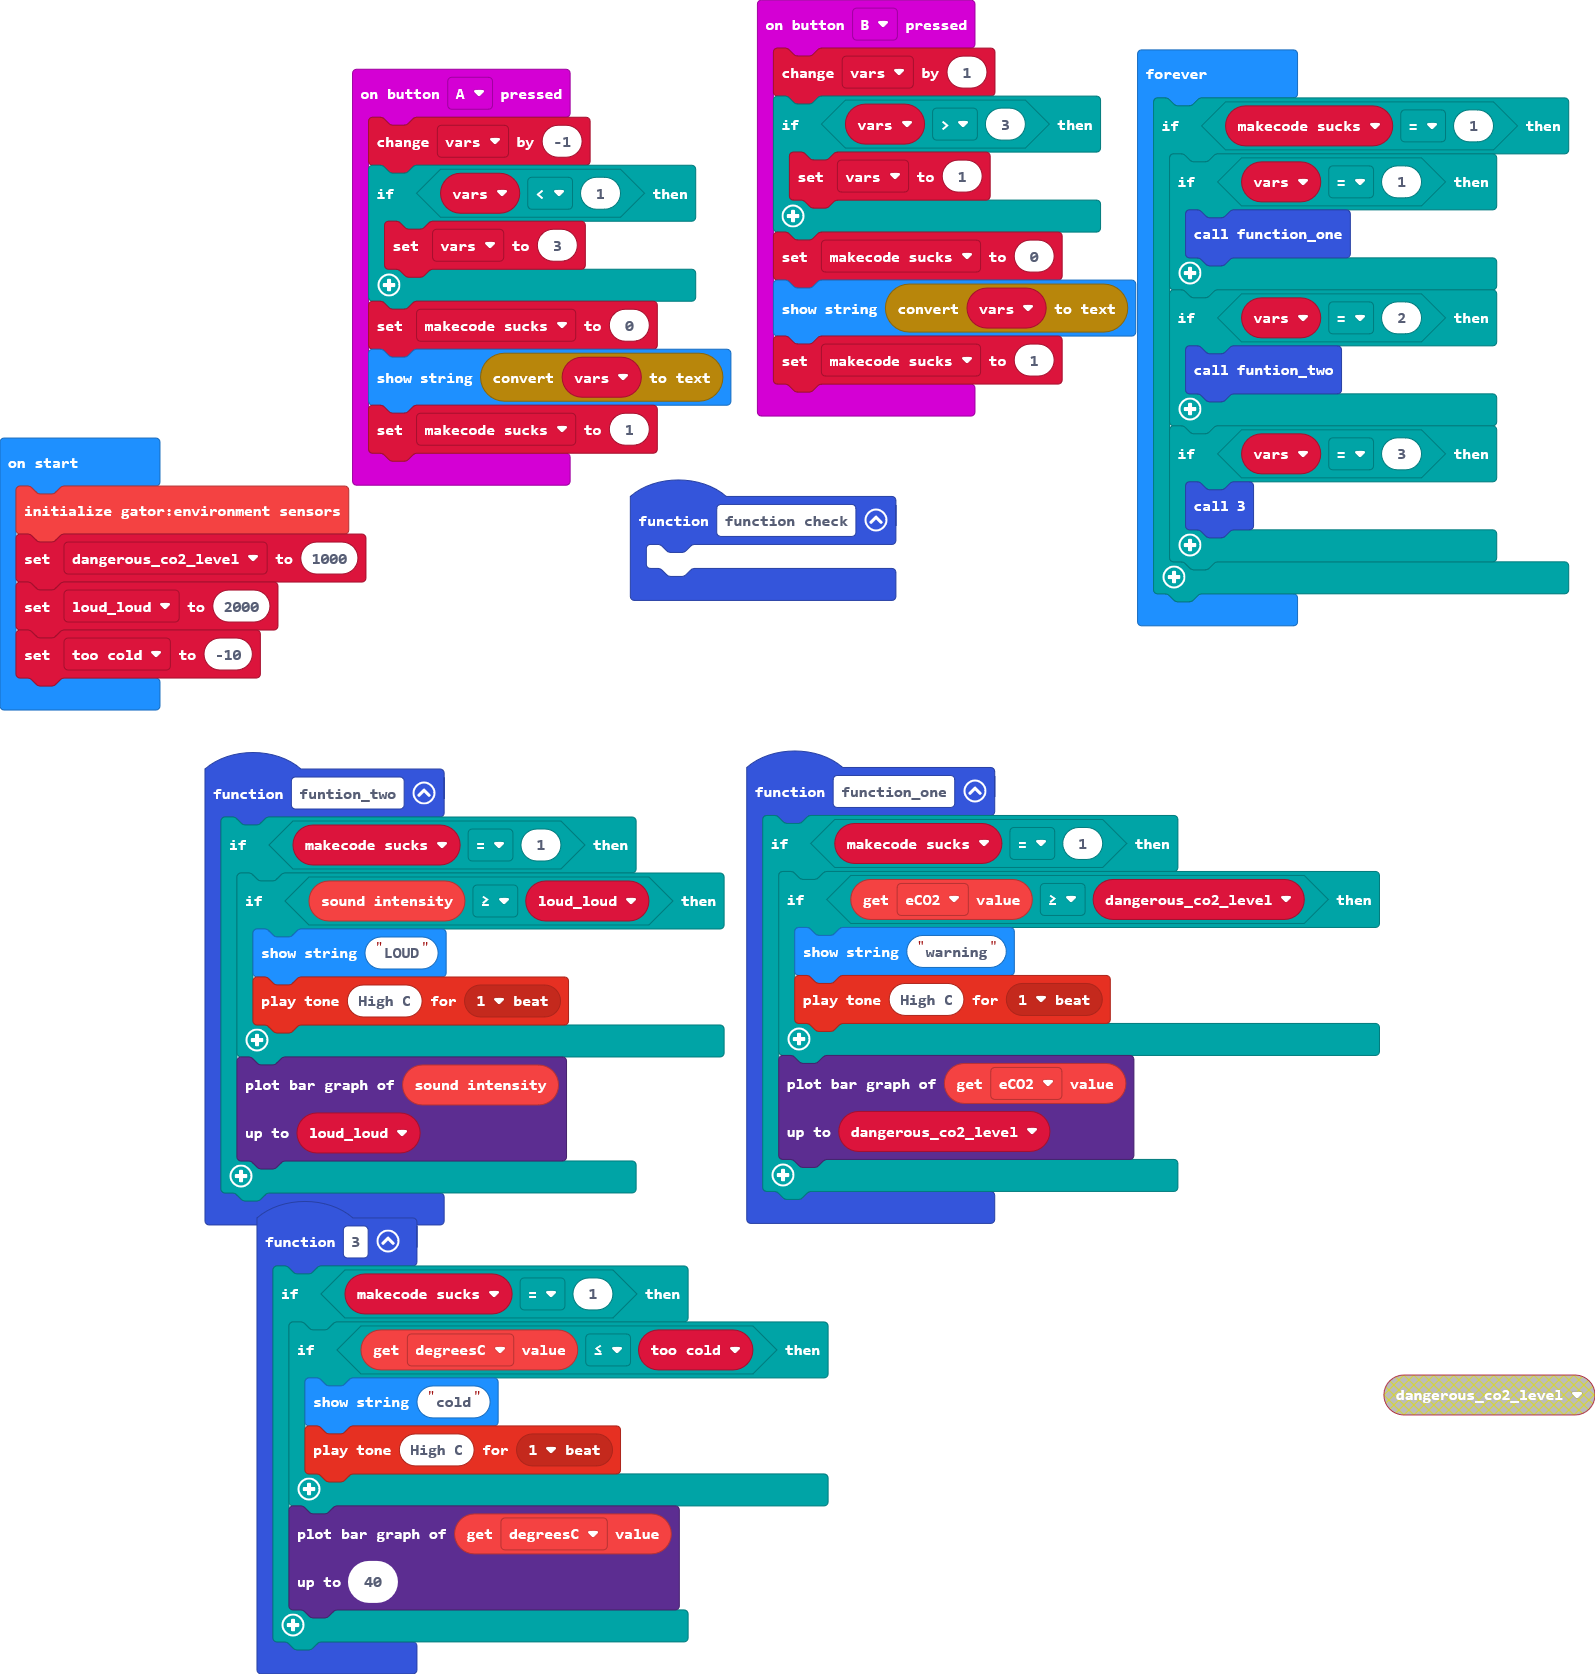 on button A pressed
change vars by -1
if vars < 1 then
set vars to 3
set makecode sucks to 0
show string convert vars to text
set makecode sucks to 1
on button B pressed
change vars by 1
if vars > 3 then
set vars to 1
set makecode sucks to 0
show string convert vars to text
set makecode sucks to 1
forever
if makecode sucks = 1 then
if vars = 1 then
call function_one
if vars = 2 then
call funtion_two
if vars = 3 then
call 3
on start
initialize gator:environment sensors
set dangerous_co2_level to 1000
set loud_loud to 2000
set too cold to -10
function function check
function funtion_two
if makecode sucks = 1 then
if sound intensity ≥ loud_loud then
show string "LOUD"
play tone High C for 1 beat
plot bar graph of sound intensity
up to loud_loud
function function_one
if makecode sucks = 1 then
if get eCO2 value ≥ dangerous_co2_level then
show string "warning"
play tone High C for 1 beat
plot bar graph of get eCO2 value
up to dangerous_co2_level
function 3
if makecode sucks = 1 then
if get degreesC value ≤ too cold then
show string "cold"
play tone High C for 1 beat
plot bar graph of get degreesC value
up to 40
dangerous_co2_level